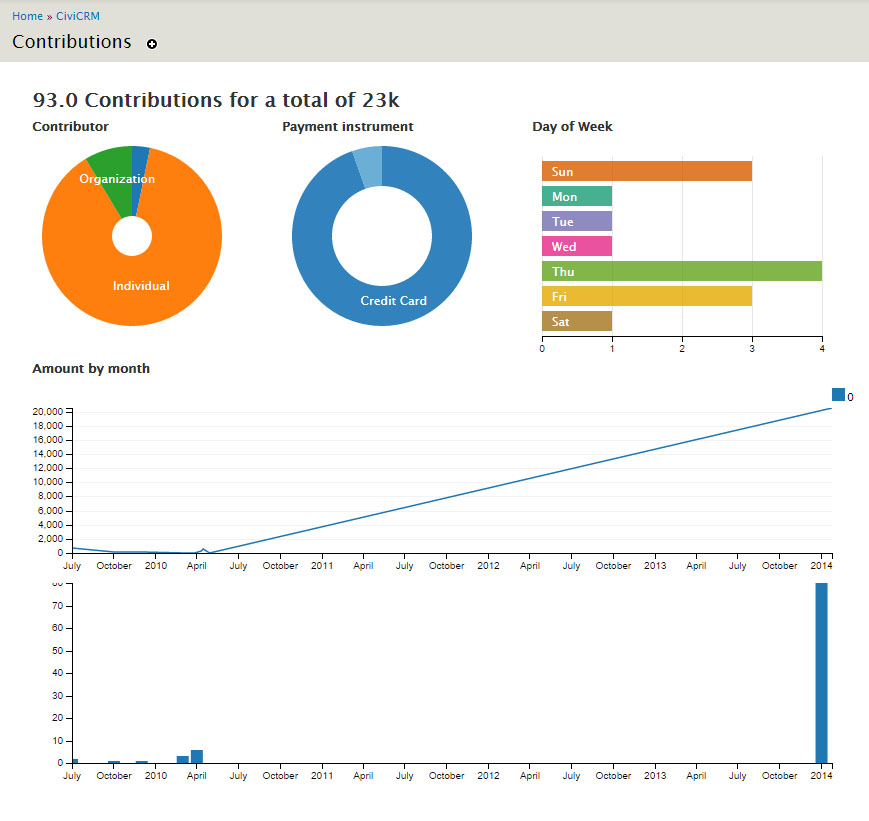 Home » CiviCRM
Contributions
93.0 Contributions for a total of 23k
Contributor
Organization
Individual
Payment instrument
Credit Card
Day of Week
Sun
Mon
Tue
Wed
Thu
Fri
Sat
0 1 2 3 4
Amount by month
0
20,000
18,000
16,000
14,000
12,000
10,000
8,000
6,000
4,000
2,000
0
July October 2010 April July October 2011 April July October 2012 April July October 2013 April July October 2014
80
70
60
50
40
30
20
10
0
July October 2010 April July October 2011 April July October 2012 April July October 2013 April July October 2014